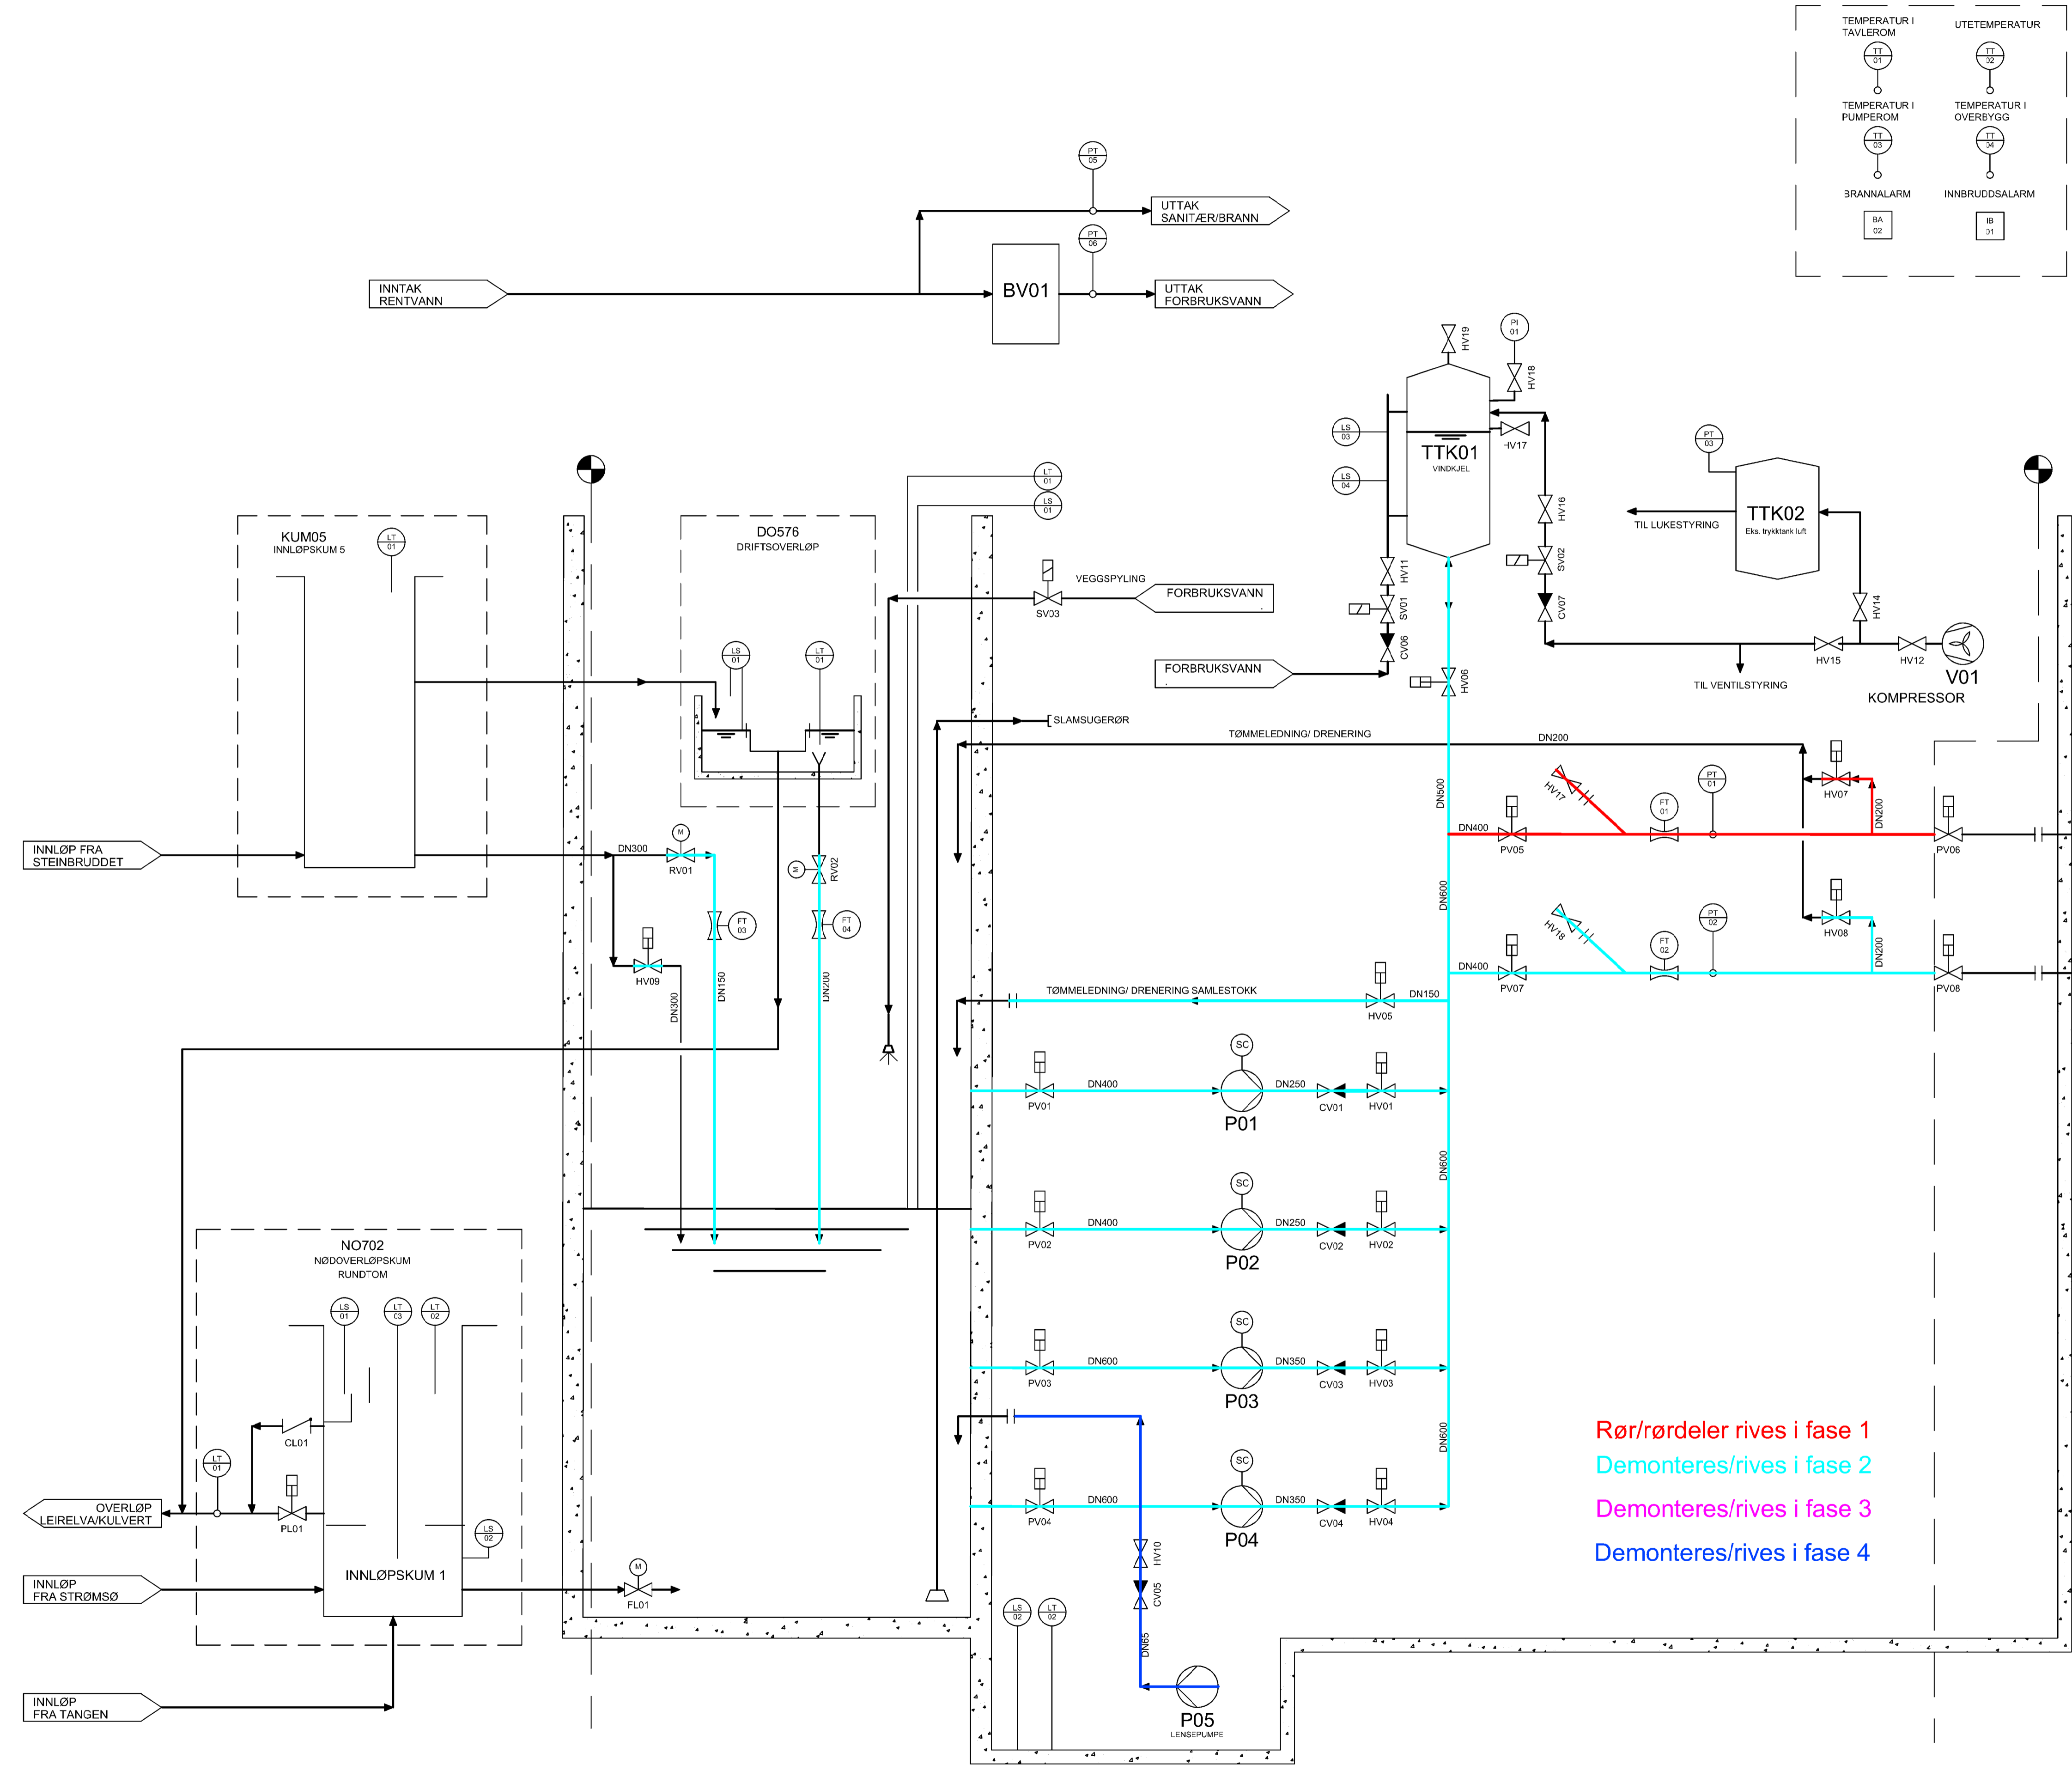 TEMPERATUR I
TAVLEROM
UTETEMPERATUR
TT
01
TT
02
TEMPERATUR I
PUMPEROM
TEMPERATUR I
OVERBYGG
TT
03
TT
04
BRANNALARM
INNBRUDDSALARM
BA
02
IB
01
PT
05
UTTAK
SANITÆR/BRANN
PT
06
INNTAK
RENTVANN
BV01
UTTAK
FORBRUKSVANN
HV19
PI
01
HV18
LS
03
TTK01
VINDKJEL
HV17
LS
04
PT
03
HV16
TIL LUKESTYRING
TTK02
Eks. trykktank luft
LT
01
LS
01
KUM05
INNLØPSKUM 5
LT
01
DO576
DRIFTSOVERLØP
HV11
SV02
VEGGSPYLING
FORBRUKSVANN
SV03
SV01
CV07
HV14
CV06
LS
01
LT
01
FORBRUKSVANN
HV06
HV15
HV12
V01
TIL VENTILSTYRING
KOMPRESSOR
SLAMSUGERØR
TØMMELEDNING/ DRENERING
DN200
DN500
HV17
PT
01
HV07
FT
01
DN200
DN400
PV05
PV06
INNLØP FRA
STEINBRUDDET
DN300
M
RV01
M
RV02
DN600
FT
03
FT
04
HV18
PT
02
HV08
FT
02
DN200
DN400
PV07
PV08
HV09
DN300
DN150
DN200
TØMMELEDNING/ DRENERING SAMLESTOKK
DN150
HV05
SC
DN400
DN250
PV01
P01
CV01
HV01
DN600
SC
DN400
DN250
PV02
P02
CV02
HV02
NO702
NØDOVERLØPSKUM
RUNDTOM
LS
01
LT
03
LT
02
SC
DN600
DN350
PV03
P03
CV03
HV03
CL01
LT
01
DN600
Rør/rørdeler rives i fase 1
Demonteres/rives i fase 2
Demonteres/rives i fase 3
Demonteres/rives i fase 4
SC
OVERLØP
LEIRELVA/KULVERT
PL01
LS
02
DN600
DN350
PV04
P04
CV04
HV04
HV10
INNLØP
FRA STRØMSØ
INNLØPSKUM 1
M
FL01
CV05
LS
02
LT
02
DN65
INNLØP
FRA TANGEN
P05
LENSEPUMPE